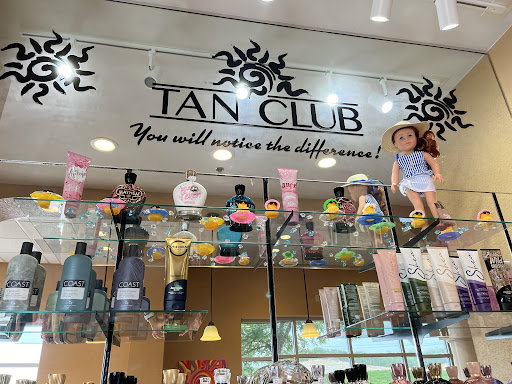 TAN CLUB
You will notice the difference!
COAST
COAST
COAST